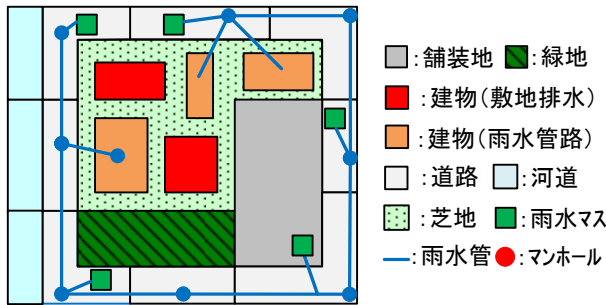 :舗装地 :緑地
:建物(敷地排水)
:建物(雨水管路)
:道路 :河道
:芝地 :雨水マス
:雨水管 :マンホール